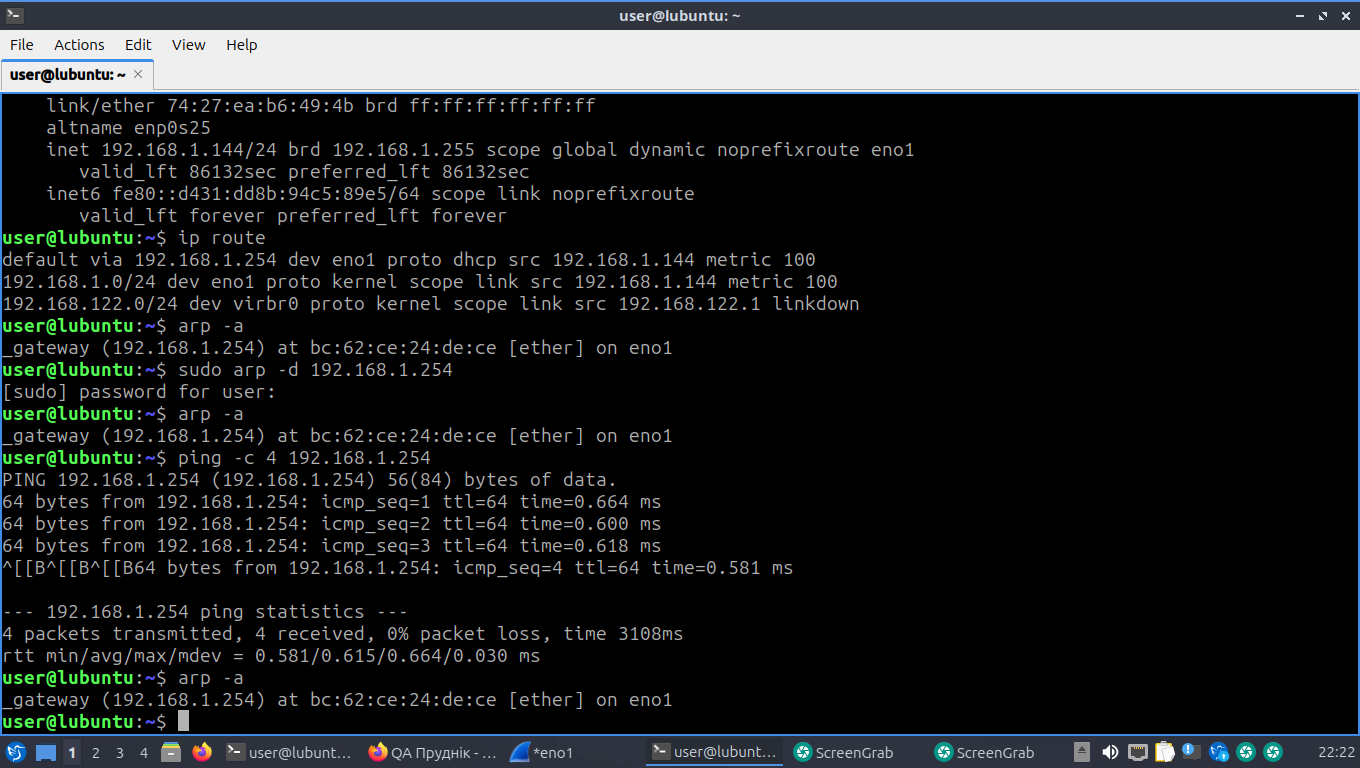 user@lubuntu: ~
File Actions Edit View Help
user@lubuntu: ~
    link/ether 74:27:ea:b6:49:4b brd ff:ff:ff:ff:ff:ff
    altname enp0s25
    inet 192.168.1.144/24 brd 192.168.1.255 scope global dynamic noprefixroute eno1
       valid_lft 86132sec preferred_lft 86132sec
    inet6 fe80::d431:dd8b:94c5:89e5/64 scope link noprefixroute
       valid_lft forever preferred_lft forever
user@lubuntu:~$ ip route
default via 192.168.1.254 dev eno1 proto dhcp src 192.168.1.144 metric 100
192.168.1.0/24 dev eno1 proto kernel scope link src 192.168.1.144 metric 100
192.168.122.0/24 dev virbr0 proto kernel scope link src 192.168.122.1 linkdown
user@lubuntu:~$ arp -a
_gateway (192.168.1.254) at bc:62:ce:24:de:ce [ether] on eno1
user@lubuntu:~$ sudo arp -d 192.168.1.254
[sudo] password for user:
user@lubuntu:~$ arp -a
_gateway (192.168.1.254) at bc:62:ce:24:de:ce [ether] on eno1
user@lubuntu:~$ ping -c 4 192.168.1.254
PING 192.168.1.254 (192.168.1.254) 56(84) bytes of data.
64 bytes from 192.168.1.254: icmp_seq=1 ttl=64 time=0.664 ms
64 bytes from 192.168.1.254: icmp_seq=2 ttl=64 time=0.600 ms
64 bytes from 192.168.1.254: icmp_seq=3 ttl=64 time=0.618 ms
^[[B^[[B^[[B64 bytes from 192.168.1.254: icmp_seq=4 ttl=64 time=0.581 ms
--- 192.168.1.254 ping statistics ---
4 packets transmitted, 4 received, 0% packet loss, time 3108ms
rtt min/avg/max/mdev = 0.581/0.615/0.664/0.030 ms
user@lubuntu:~$ arp -a
_gateway (192.168.1.254) at bc:62:ce:24:de:ce [ether] on eno1
user@lubuntu:~$
1 2 3 4 user@lubunt... QA Пруднік - ... *eno1 user@lubunt... ScreenGrab ScreenGrab 22:22